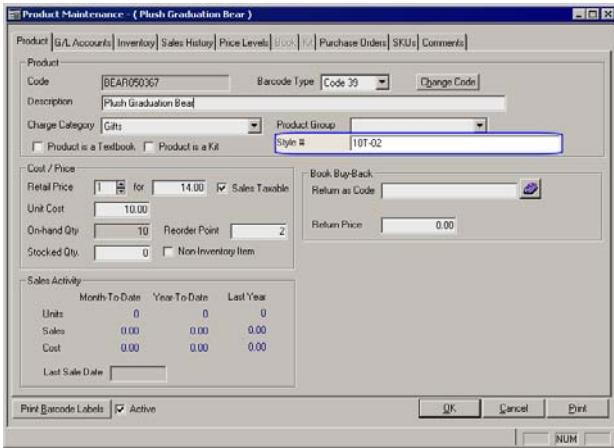 Product Maintenance - ( Plush Graduation Bear )
Product G/L Accounts Inventory Sales History Price Levels Book Kit Purchase Orders SKUs Comments
Product
Code BEAR050367 Barcode Type Code 39 Change Code
Description Plush Graduation Bear
Charge Category Gifts Product Group
Product is a Textbook Product is a Kit Style # 10T-02
Cost / Price Book Buy-Back
Retail Price 1 for 14.00 Sales Taxable Return as Code
Unit Cost 10.00
On-hand Qty 10 Reorder Point 2 Return Price 0.00
Stocked Qty. 0 Non-Inventory Item
Sales Activity
Month-To-Date Year-To-Date Last Year
Units 0 0 0
Sales 0.00 0.00 0.00
Cost 0.00 0.00 0.00
Last Sale Date
Print Barcode Labels Active OK Cancel Print
NUM